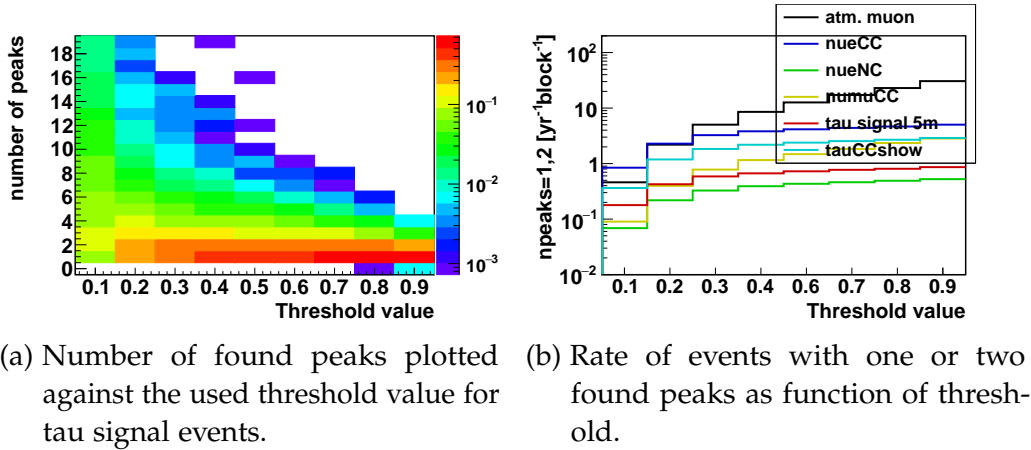 number of peaks
18
16
14
12
10
8
6
4
2
0
0.1 0.2 0.3 0.4 0.5 0.6 0.7 0.8 0.9
Threshold value
10⁻¹
10⁻²
10⁻³
npeaks=1,2 [yr⁻¹block⁻¹]
10²
10
1
10⁻¹
10⁻²
0.1 0.2 0.3 0.4 0.5 0.6 0.7 0.8 0.9
Threshold value
atm. muon
nueCC
nueNC
numuCC
tau signal 5m
tauCCshow
(a) Number of found peaks plotted
against the used threshold value for
tau signal events.
(b) Rate of events with one or two
found peaks as function of thresh-
old.